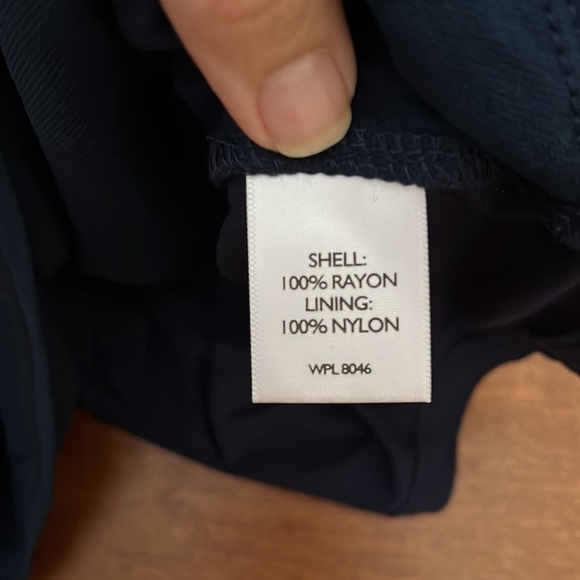 SHELL:
100% RAYON
LINING:
100% NYLON
WPL 8046